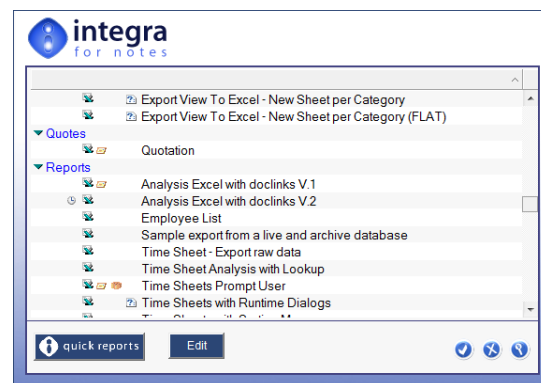 integra
for notes
Export View To Excel - New Sheet per Category
Export View To Excel - New Sheet per Category (FLAT)
Quotes
Quotation
Reports
Analysis Excel with doclinks V.1
Analysis Excel with doclinks V.2
Employee List
Sample export from a live and archive database
Time Sheet - Export raw data
Time Sheet Analysis with Lookup
Time Sheets Prompt User
Time Sheets with Runtime Dialogs
quick reports
Edit